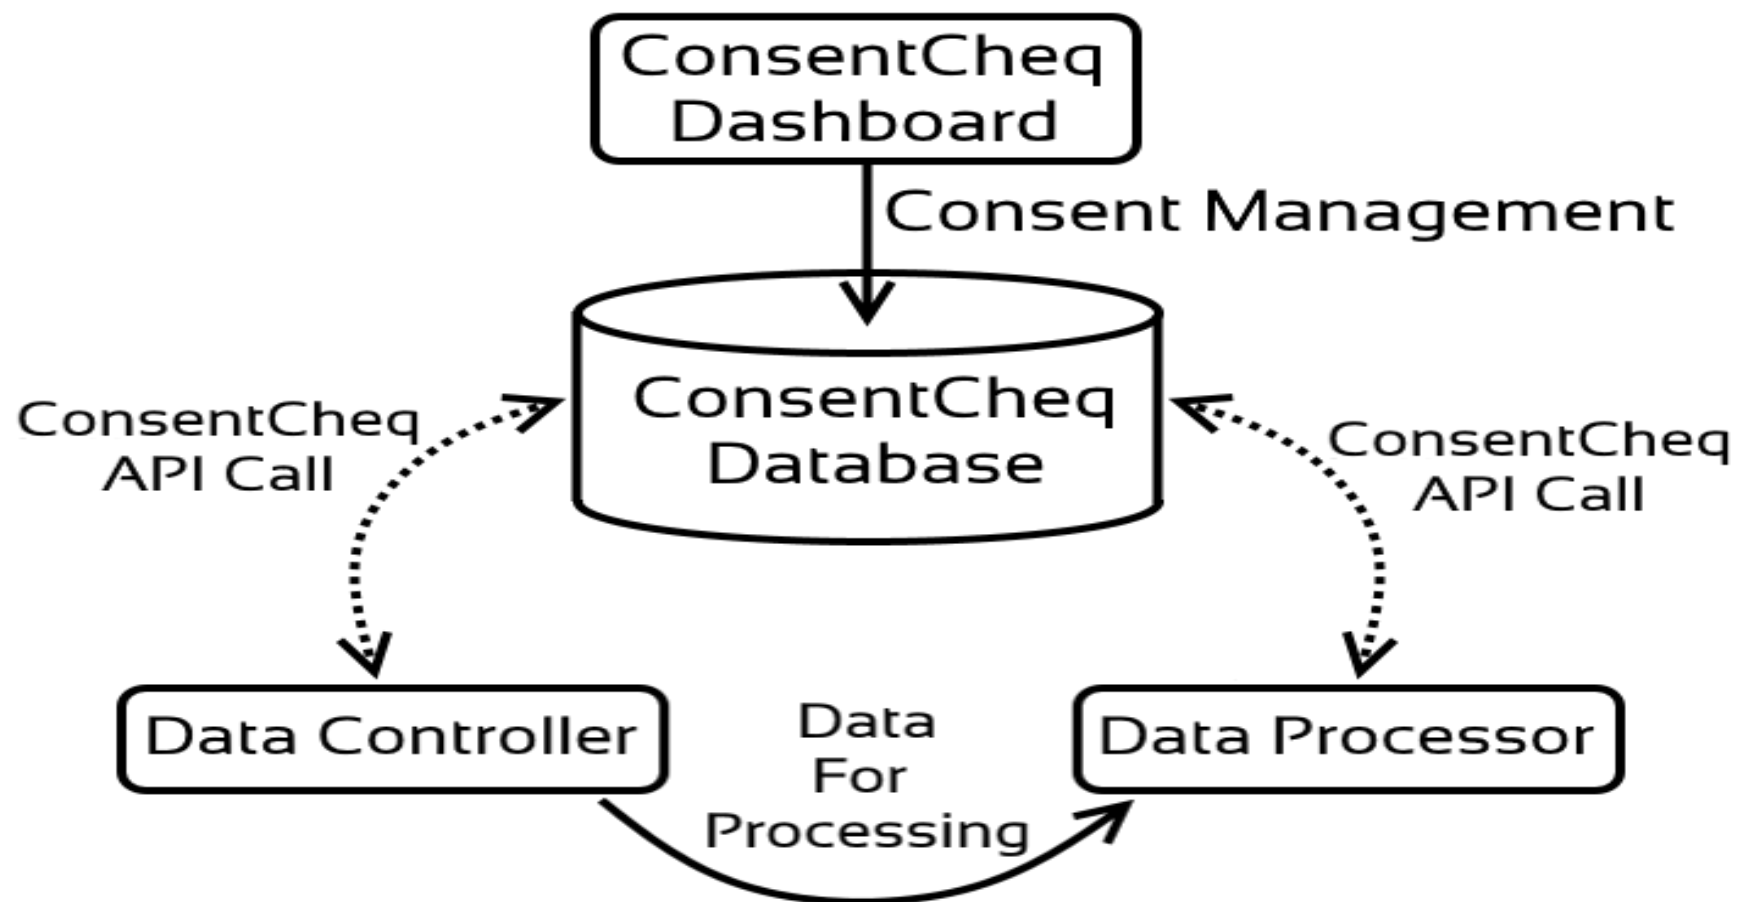 ConsentCheq
Dashboard
Consent Management
ConsentCheq
Database
ConsentCheq
API Call
ConsentCheq
API Call
Data Controller
Data
For
Processing
Data Processor